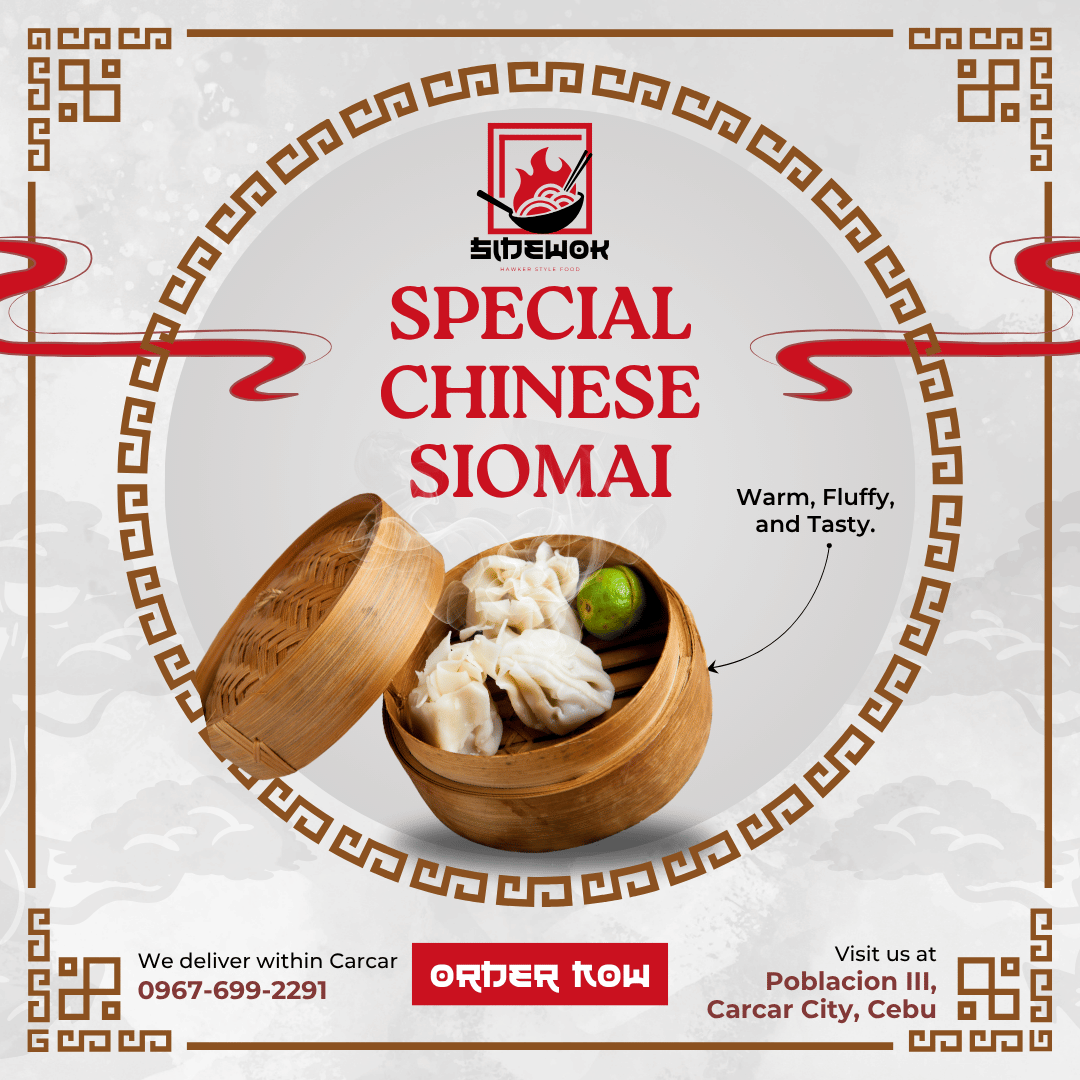 SIDEWOK
HAWKER STYLE FOOD
SPECIAL
CHINESE
SIOMAI
Warm, Fluffy,
and Tasty.
We deliver within Carcar
0967-699-2291
ORDER NOW
Visit us at
Poblacion III,
Carcar City, Cebu